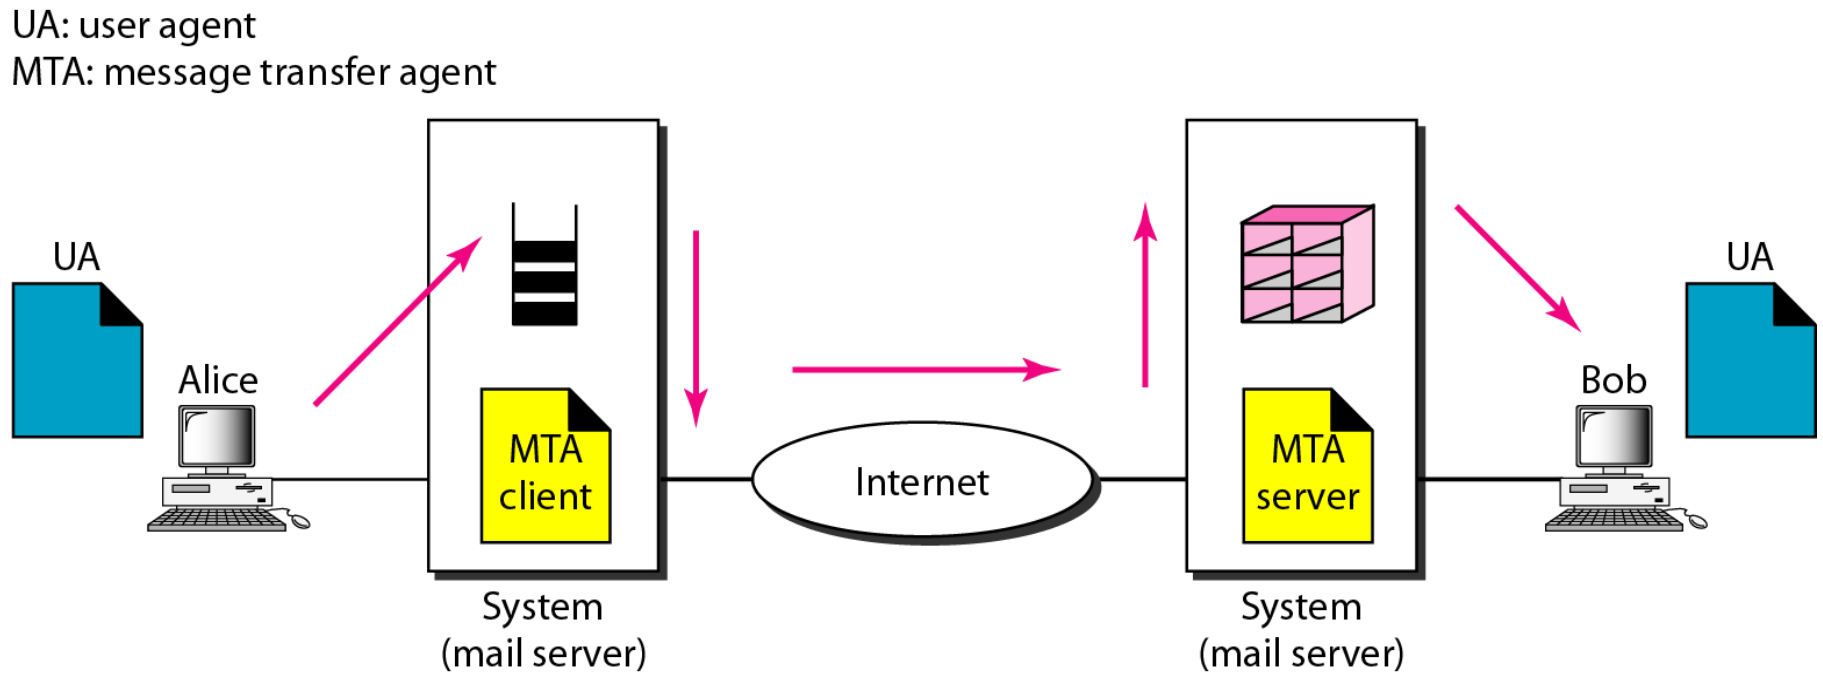 UA: user agent
MTA: message transfer agent
UA
Alice
MTA
client
System
(mail server)
Internet
MTA
server
System
(mail server)
Bob
UA